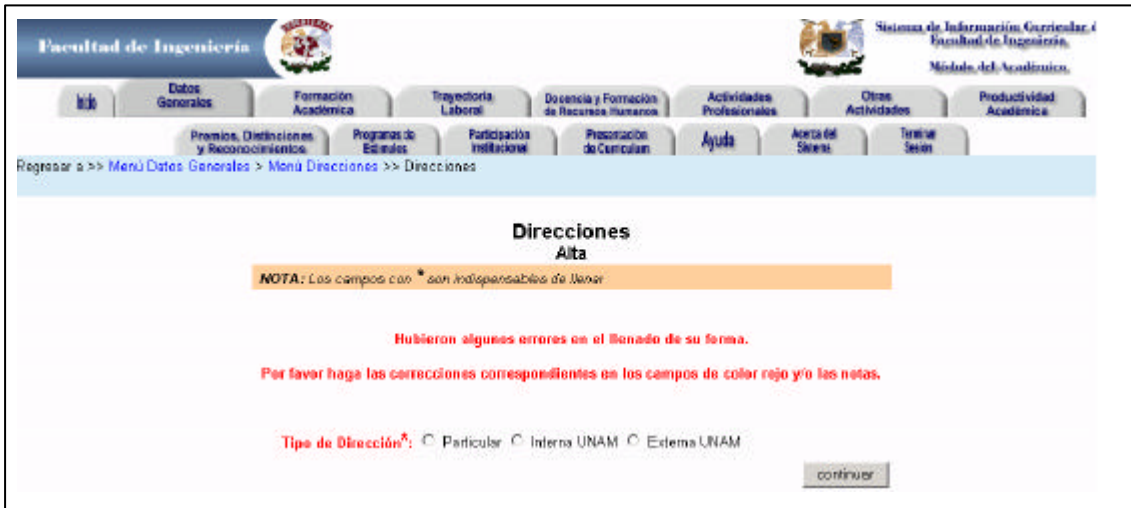 Facultad de Ingeniería
Sistema de Información Curricular d
Facultad de Ingeniería,
Módulo del Académico,
Inicio
Datos Generales
Formación Académica
Trayectoria Laboral
Docencia y Formación de Recursos Humanos
Actividades Profesionales
Otras Actividades
Productividad Académica
Premios, Distinciones y Reconocimientos
Programas de Estímulos
Participación Institucional
Presentación de Curriculum
Ayuda
Acerca del Sistema
Terminar Sesión
Regresar a >> Menú Datos Generales > Menú Direcciones >> Direcciones
Direcciones
Alta
NOTA: Los campos con * son indispensables de llenar
Hubieron algunos errores en el llenado de su forma.
Por favor haga las correcciones correspondientes en los campos de color rojo y/o las notas.
Tipo de Dirección*: Particular Interna UNAM Externa UNAM
continuar